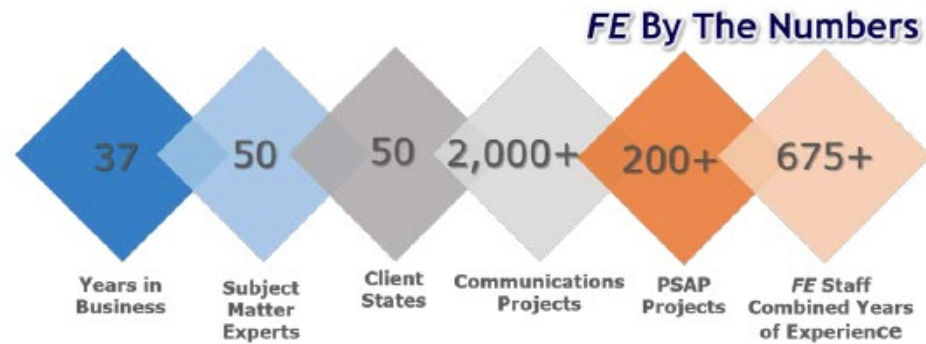 FE By The Numbers
37
50
50
2,000+
200+
675+
Years in
Business
Subject
Matter
Experts
Client
States
Communications
Projects
PSAP
Projects
FE Staff
Combined Years
of Experience